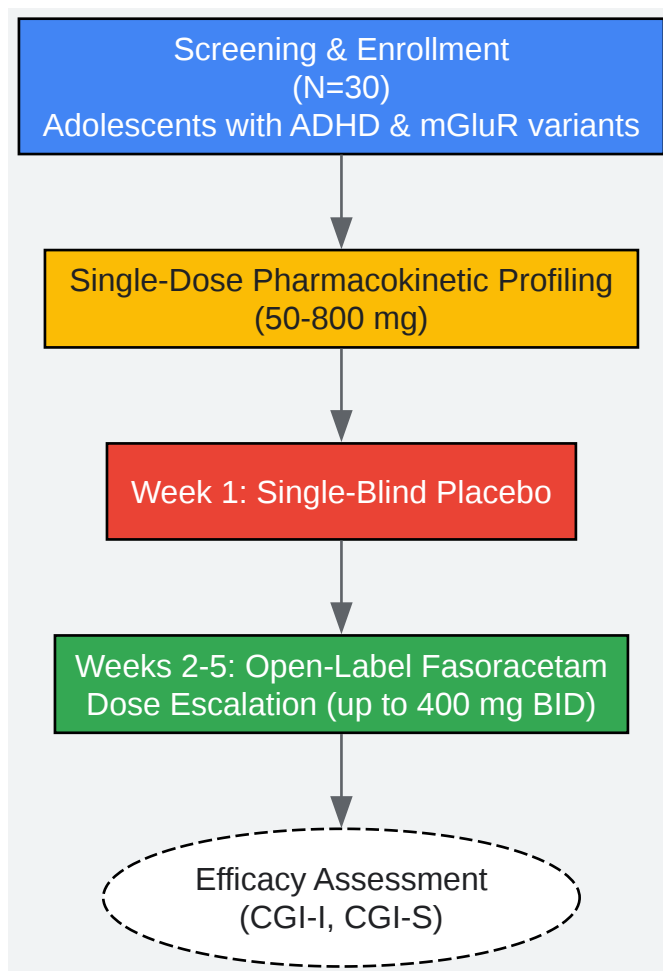 Screening & Enrollment
(N=30)
Adolescents with ADHD & mGluR variants
Single-Dose Pharmacokinetic Profiling
(50-800 mg)
Week 1: Single-Blind Placebo
Weeks 2-5: Open-Label Fasoracetam
Dose Escalation (up to 400 mg BID)
Efficacy Assessment
(CGI-I, CGI-S)